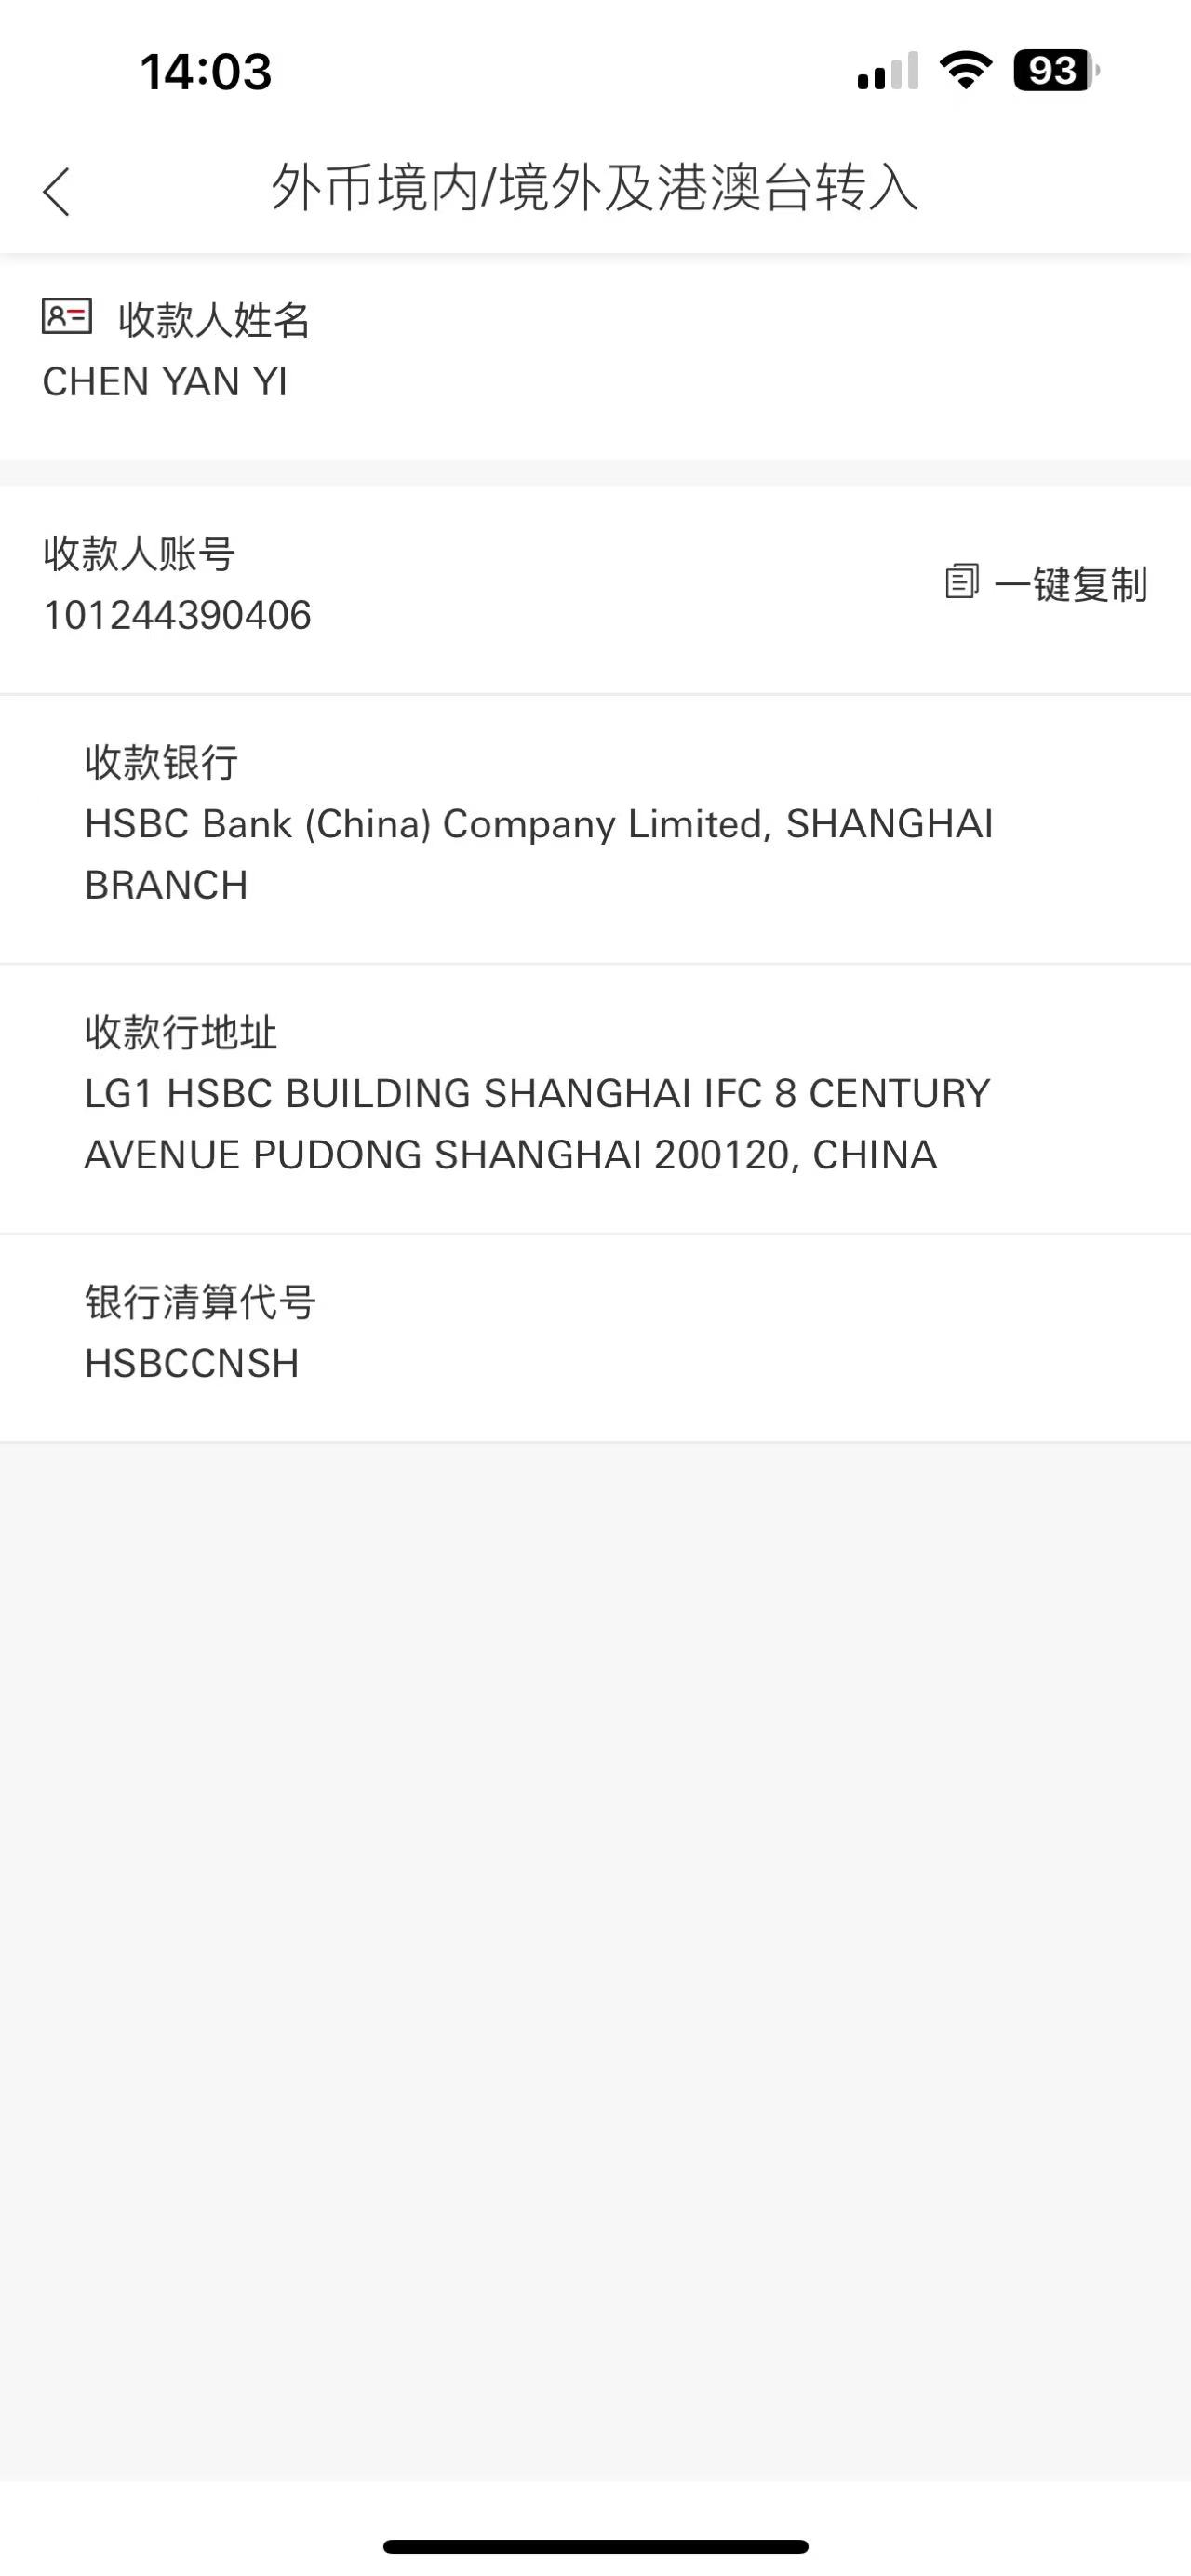 14:03
93
外币境内/境外及港澳台转入
收款人姓名
CHEN YAN YI
收款人账号
101244390406
一键复制
收款银行
HSBC Bank (China) Company Limited, SHANGHAI
BRANCH
收款行地址
LG1 HSBC BUILDING SHANGHAI IFC 8 CENTURY
AVENUE PUDONG SHANGHAI 200120, CHINA
银行清算代号
HSBCCNSH